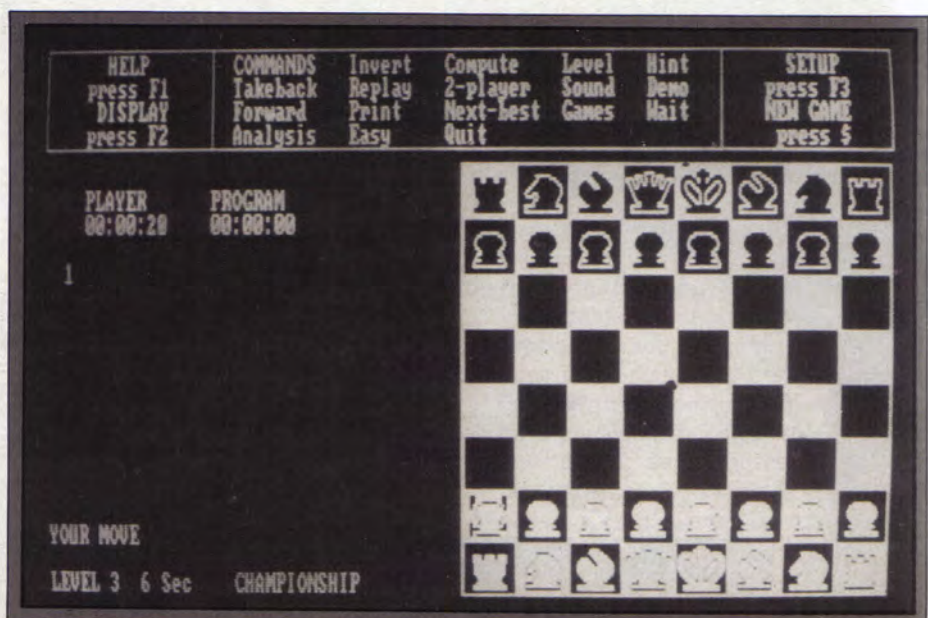 HELP COMMANDS Invert Compute Level Hint SETUP
press F1 Takeback Replay 2-player Sound Demo press F3
DISPLAY Forward Print Next-best Games Wait NEW GAME
press F2 Analysis Easy Quit press $
PLAYER PROGRAM
00:00:20 00:00:00
1
YOUR MOVE
LEVEL 3 6 Sec CHAMPIONSHIP